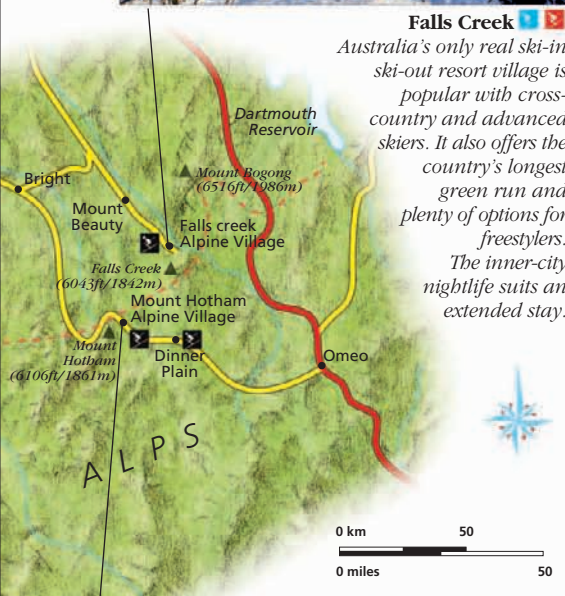 Falls Creek
Australia's only real ski-in
ski-out resort village is
popular with cross-
country and advanced
skiers. It also offers the
country's longest
green run and
plenty of options for
freestylers.
The inner-city
nightlife suits an
extended stay.
Dartmouth
Reservoir
Mount Bogong
(6516ft/1986m)
Bright
Mount
Beauty
Falls creek
Alpine Village
Falls Creek
(6043ft/1842m)
Mount Hotham
Alpine Village
Mount
Hotham
(6106ft/1861m)
Dinner
Plain
Omeo
ALPS
0 km 50
0 miles 50